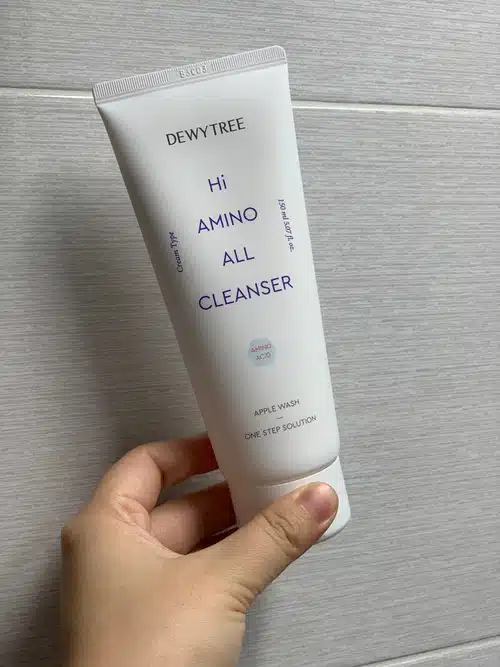 DEWYTREE
Hi
AMINO
ALL
CLEANSER
Cream Type
150 ml 5.07 fl. oz.
AMINO
ACID
APPLE WASH
ONE STEP SOLUTION